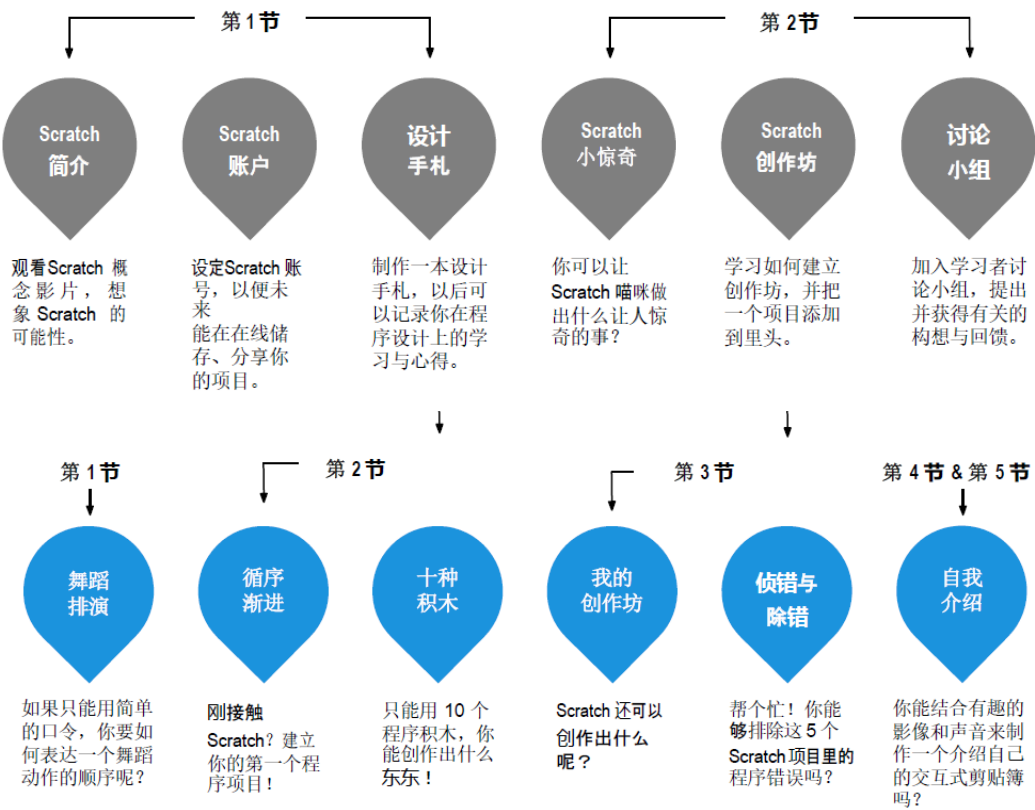 第 1节
第 2节
Scratch
简介
Scratch
账户
设计
手札
Scratch
小惊奇
Scratch
创作坊
讨论
小组
观看Scratch 概
念影片，想
象 Scratch 的
可能性。
设定Scratch 账
号，以便未
来
能在在线储
存、分享你
的项目。
制作一本设计
手札，以后可
以记录你在程
序设计上的学
习与心得。
你可以让
Scratch 喵咪做
出什么让人惊
奇的事？
学习如何建立
创作坊，并把
一个项目添加
到里头。
加入学习者讨
论小组，提出
并获得有关的
构想与回馈。
第 1 节
第 2节
第 3 节
第 4 节 & 第 5节
舞蹈
排演
循序
渐进
十种
积木
我的
创作坊
侦错与
除错
自我
介绍
如果只能用简单
的口令，你要如
何表达一个舞蹈
动作的顺序呢？
刚接触
Scratch？建立
你的第一个程
序项目！
只能用 10 个
程序积木，你
能创作出什么
东东！
Scratch 还可以
创作出什么
呢？
帮个忙！你能
够排除这 5 个
Scratch 项目里的
程序错误吗？
你能结合有趣的
影像和声音来制
作一个介绍自己
的交互式剪贴簿
吗？